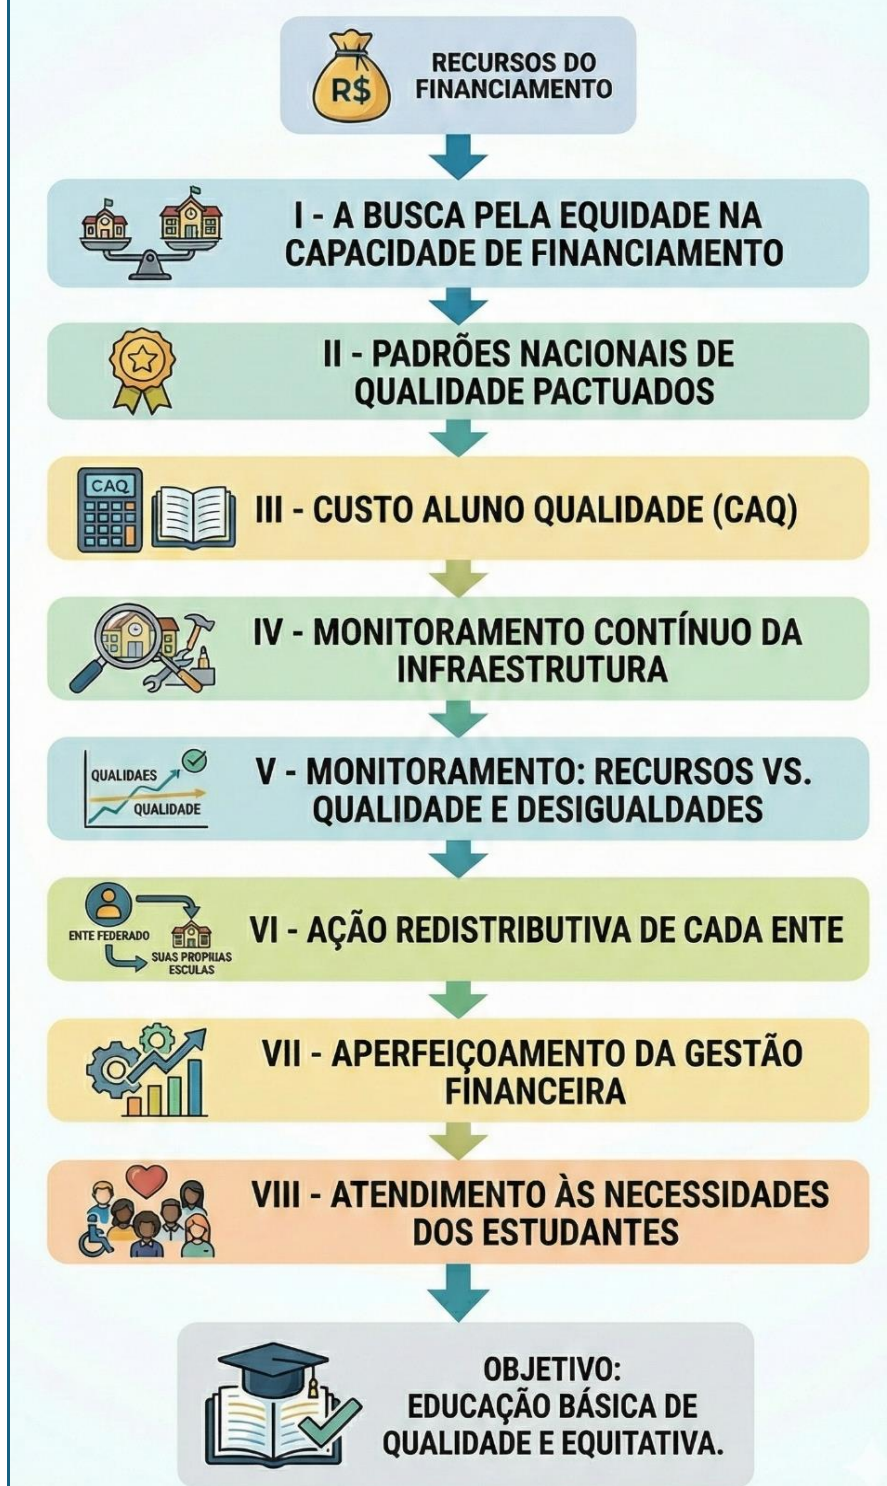 R$
RECURSOS DO
FINANCIAMENTO
I - A BUSCA PELA EQUIDADE NA
CAPACIDADE DE FINANCIAMENTO
II - PADRÕES NACIONAIS DE
QUALIDADE PACTUADOS
CAQ
III - CUSTO ALUNO QUALIDADE (CAQ)
IV - MONITORAMENTO CONTÍNUO DA
INFRAESTRUTURA
QUALIDAES
QUALIDADE
V - MONITORAMENTO: RECURSOS VS.
QUALIDADE E DESIGUALDADES
ENTE FEDERADO
SUAS PROPRIAS
ESCULAS
VI - AÇÃO REDISTRIBUTIVA DE CADA ENTE
VII - APERFEIÇOAMENTO DA GESTÃO
FINANCEIRA
VIII - ATENDIMENTO ÀS NECESSIDADES
DOS ESTUDANTES
OBJETIVO:
EDUCAÇÃO BÁSICA DE
QUALIDADE E EQUITATIVA.